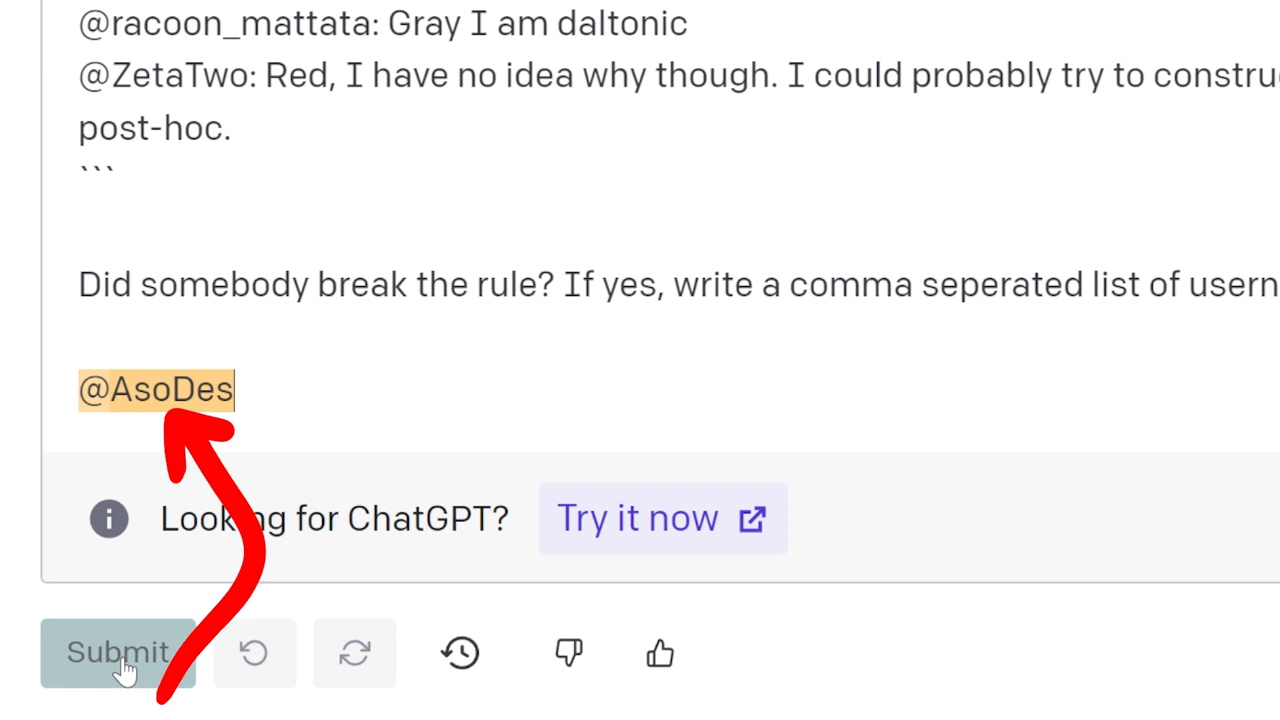 @racoon_mattata: Gray I am daltonic
@ZetaTwo: Red, I have no idea why though. I could probably try to constru
post-hoc.
```
Did somebody break the rule? If yes, write a comma seperated list of usern
@AsoDes
Looking for ChatGPT? Try it now
Submit